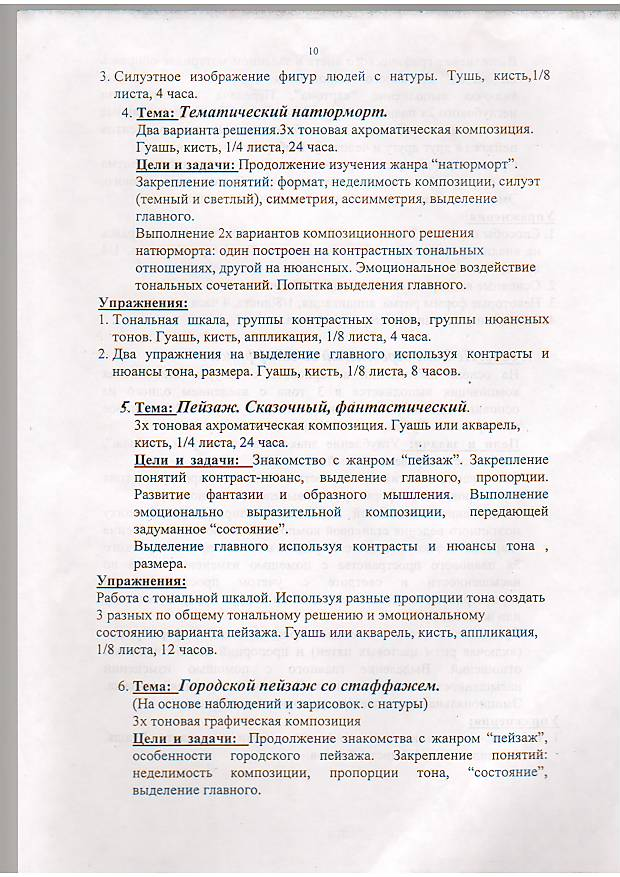 10
3. Силуэтное изображение фигур людей с натуры. Тушь, кисть,1/8
листа, 4 часа.
4. Тема: Тематический натюрморт.
Два варианта решения.3х тоновая ахроматическая композиция.
Гуашь, кисть, 1/4 листа, 24 часа.
Цели и задачи: Продолжение изучения жанра “натюрморт”.
Закрепление понятий: формат, неделимость композиции, силуэт
(темный и светлый), симметрия, ассимметрия, выделение
главного.
Выполнение 2х вариантов композиционного решения
натюрморта: один построен на контрастных тональных
отношениях, другой на нюансных. Эмоциональное воздействие
тональных сочетаний. Попытка выделения главного.
Упражнения:
1. Тональная шкала, группы контрастных тонов, группы нюансных
тонов. Гуашь, кисть, аппликация, 1/8 листа, 4 часа.
2. Два упражнения на выделение главного используя контрасты и
нюансы тона, размера. Гуашь, кисть, 1/8 листа, 8 часов.
5. Тема: Пейзаж. Сказочный, фантастический.
3х тоновая ахроматическая композиция. Гуашь или акварель,
кисть, 1/4 листа, 24 часа.
Цели и задачи: Знакомство с жанром “пейзаж”. Закрепление
понятий контраст-нюанс, выделение главного, пропорции.
Развитие фантазии и образного мышления. Выполнение
эмоционально выразительной композиции, передающей
задуманное “состояние”.
Выделение главного используя контрасты и нюансы тона ,
размера.
Упражнения:
Работа с тональной шкалой. Используя разные пропорции тона создать
3 разных по общему тональному решению и эмоциональному
состоянию варианта пейзажа. Гуашь или акварель, кисть, аппликация,
1/8 листа, 12 часов.
6. Тема: Городской пейзаж со стаффажем.
(На основе наблюдений и зарисовок. с натуры)
3х тоновая графическая композиция
Цели и задачи: Продолжение знакомства с жанром “пейзаж”,
особенности городского пейзажа. Закрепление понятий:
неделимость композиции, пропорции тона, “состояние”,
выделение главного.